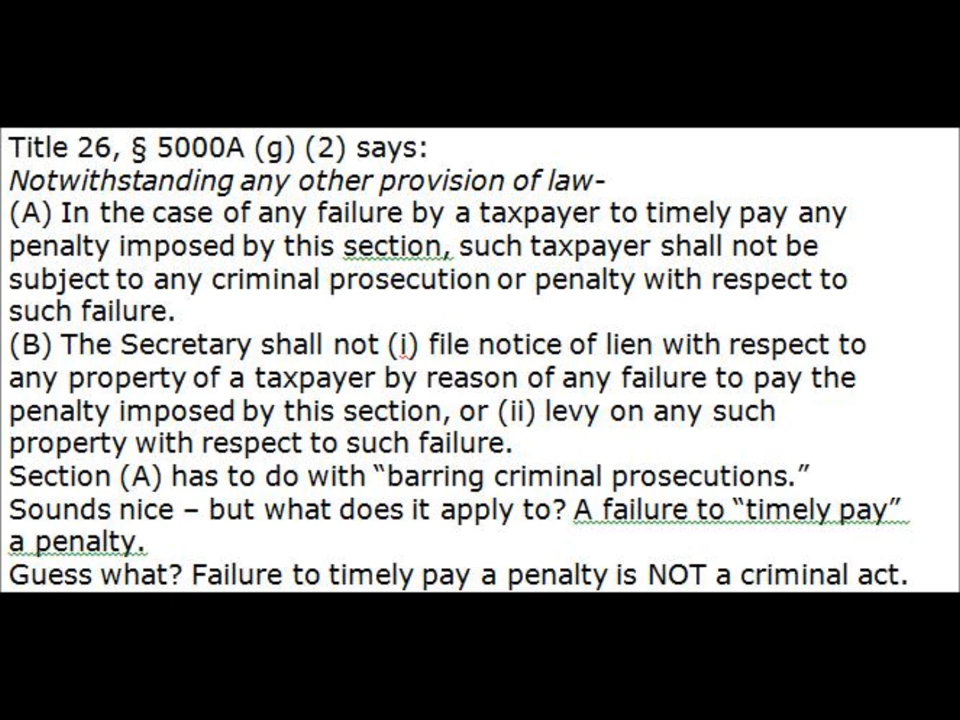 Title 26, § 5000A (g) (2) says:
Notwithstanding any other provision of law-
(A) In the case of any failure by a taxpayer to timely pay any
penalty imposed by this section, such taxpayer shall not be
subject to any criminal prosecution or penalty with respect to
such failure.
(B) The Secretary shall not (i) file notice of lien with respect to
any property of a taxpayer by reason of any failure to pay the
penalty imposed by this section, or (ii) levy on any such
property with respect to such failure.
Section (A) has to do with “barring criminal prosecutions.”
Sounds nice – but what does it apply to? A failure to “timely pay”
a penalty.
Guess what? Failure to timely pay a penalty is NOT a criminal act.